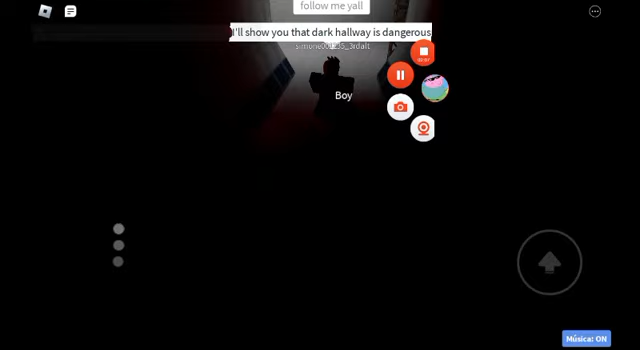 follow me yall
I'll show you that dark hallway is dangerous
Boy
Música: ON